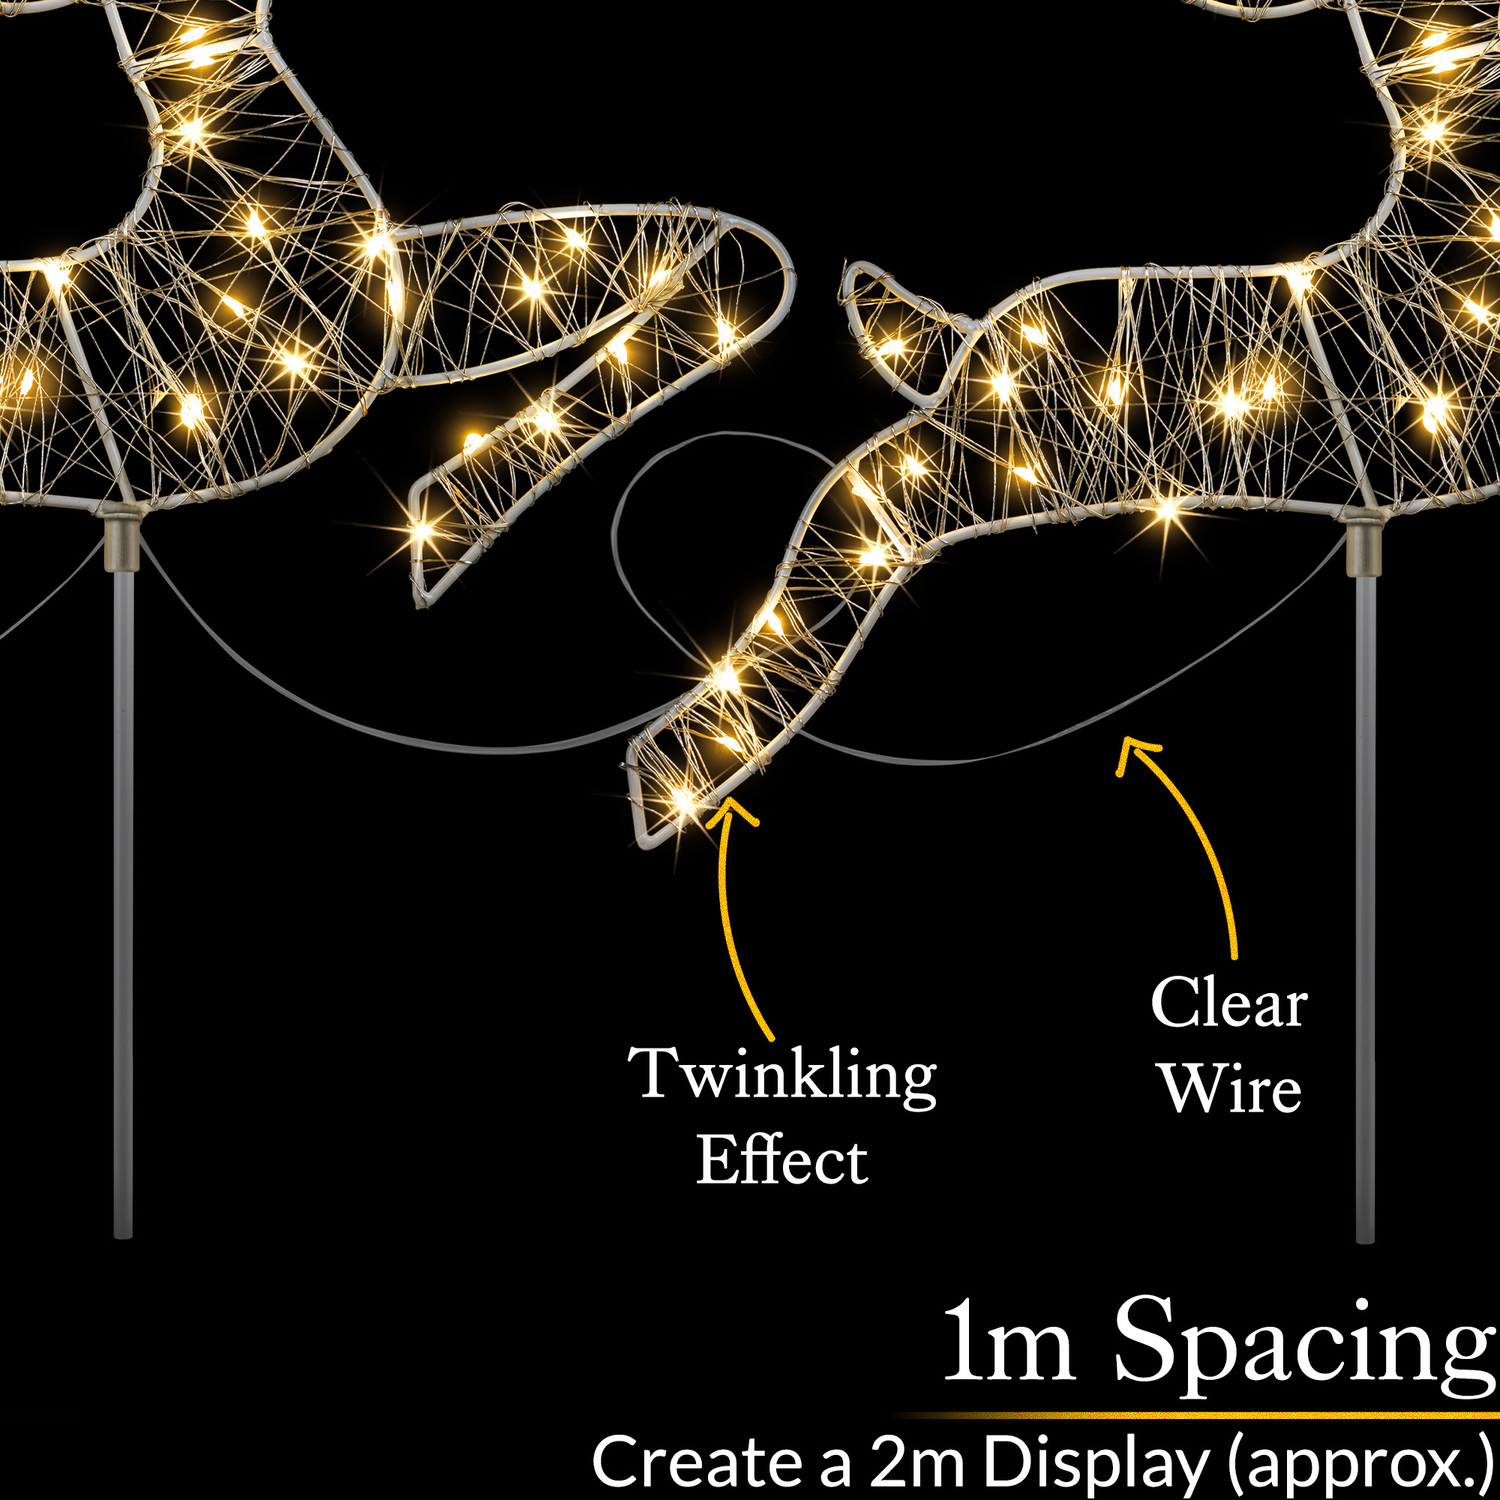 Twinkling
Effect
Clear
Wire
1m Spacing
Create a 2m Display (approx.)